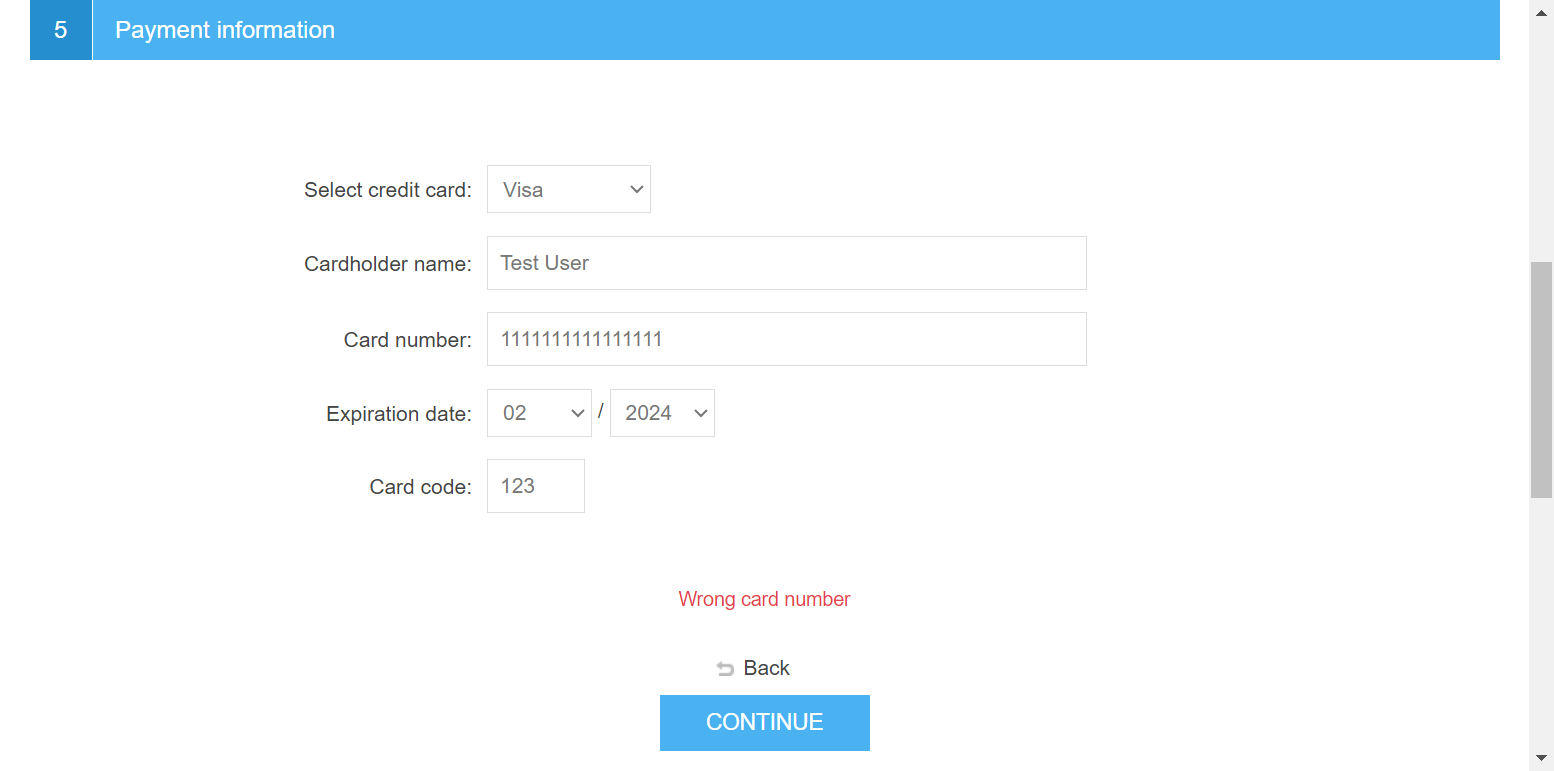 5 Payment information
Select credit card: Visa
Cardholder name: Test User
Card number: 1111111111111111
Expiration date: 02 / 2024
Card code: 123
Wrong card number
Back
CONTINUE